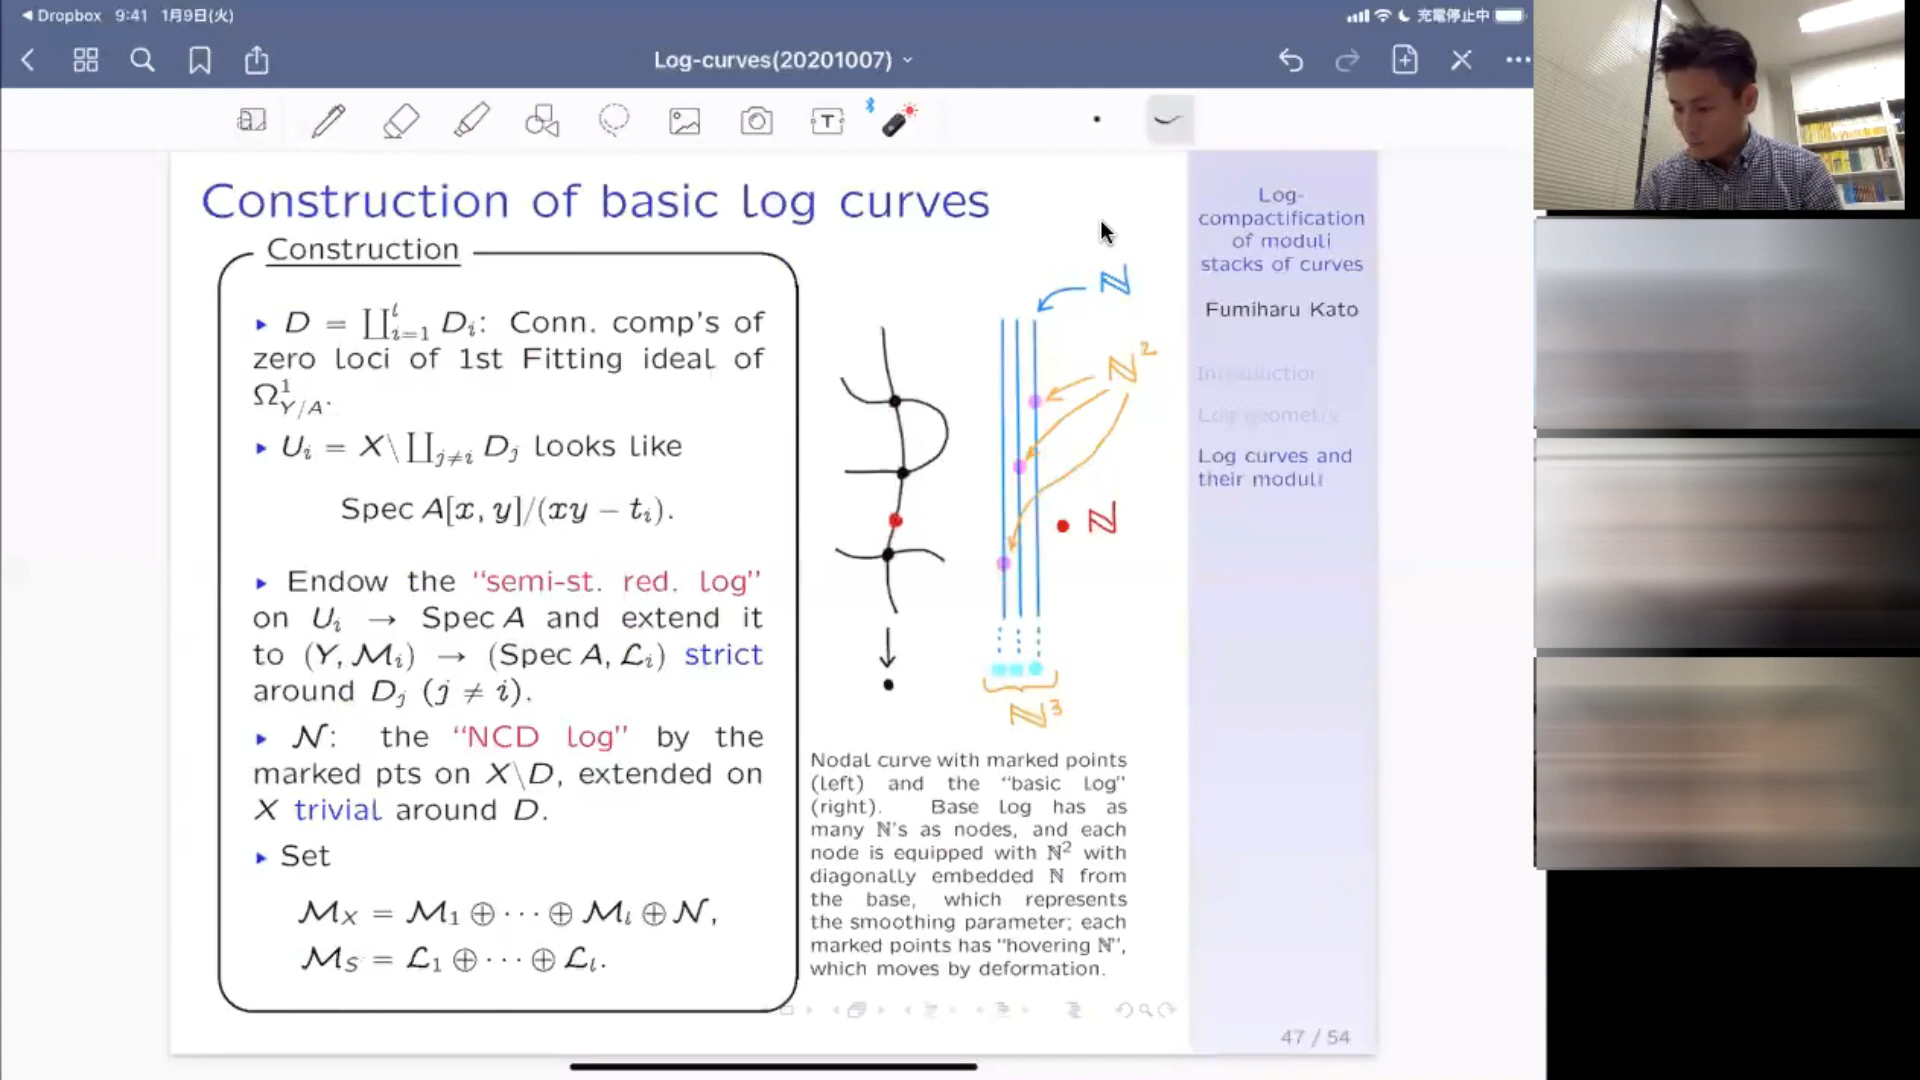 Dropbox 9:41 1月9日(火)
充電停止中
Log-curves(20201007)
T
Construction of basic log curves
Construction
D = ∐ᵗᵢ₌₁ Dᵢ: Conn. comp's of
zero loci of 1st Fitting ideal of
Ω¹_{Y/A}.
Uᵢ = X\∐_{j≠i} Dⱼ looks like
Spec A[x, y]/(xy − tᵢ).
Endow the "semi-st. red. log"
on Uᵢ → Spec A and extend it
to (Y, Mᵢ) → (Spec A, Lᵢ) strict
around Dⱼ (j ≠ i).
N: the "NCD log" by the
marked pts on X\D, extended on
X trivial around D.
Set
M_X = M₁ ⊕ · · · ⊕ Mₗ ⊕ N,
M_S = L₁ ⊕ · · · ⊕ Lₗ.
ℕ
ℕ²
ℕ
ℕ³
Nodal curve with marked points
(left) and the "basic log"
(right). Base log has as
many ℕ's as nodes, and each
node is equipped with ℕ² with
diagonally embedded ℕ from
the base, which represents
the smoothing parameter; each
marked points has "hovering ℕ",
which moves by deformation.
Log-
compactification
of moduli
stacks of curves
Fumiharu Kato
Introduction
Log geometry
Log curves and
their moduli
47 / 54